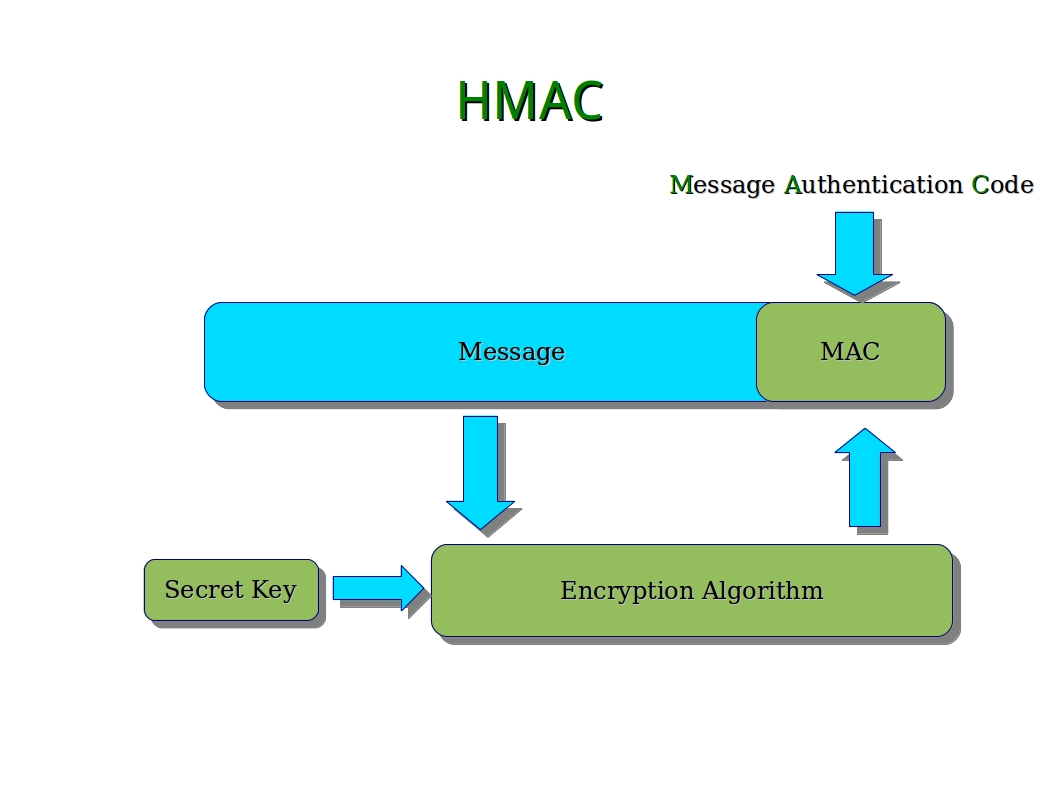 HMAC
Message Authentication Code
Message
MAC
Secret Key
Encryption Algorithm